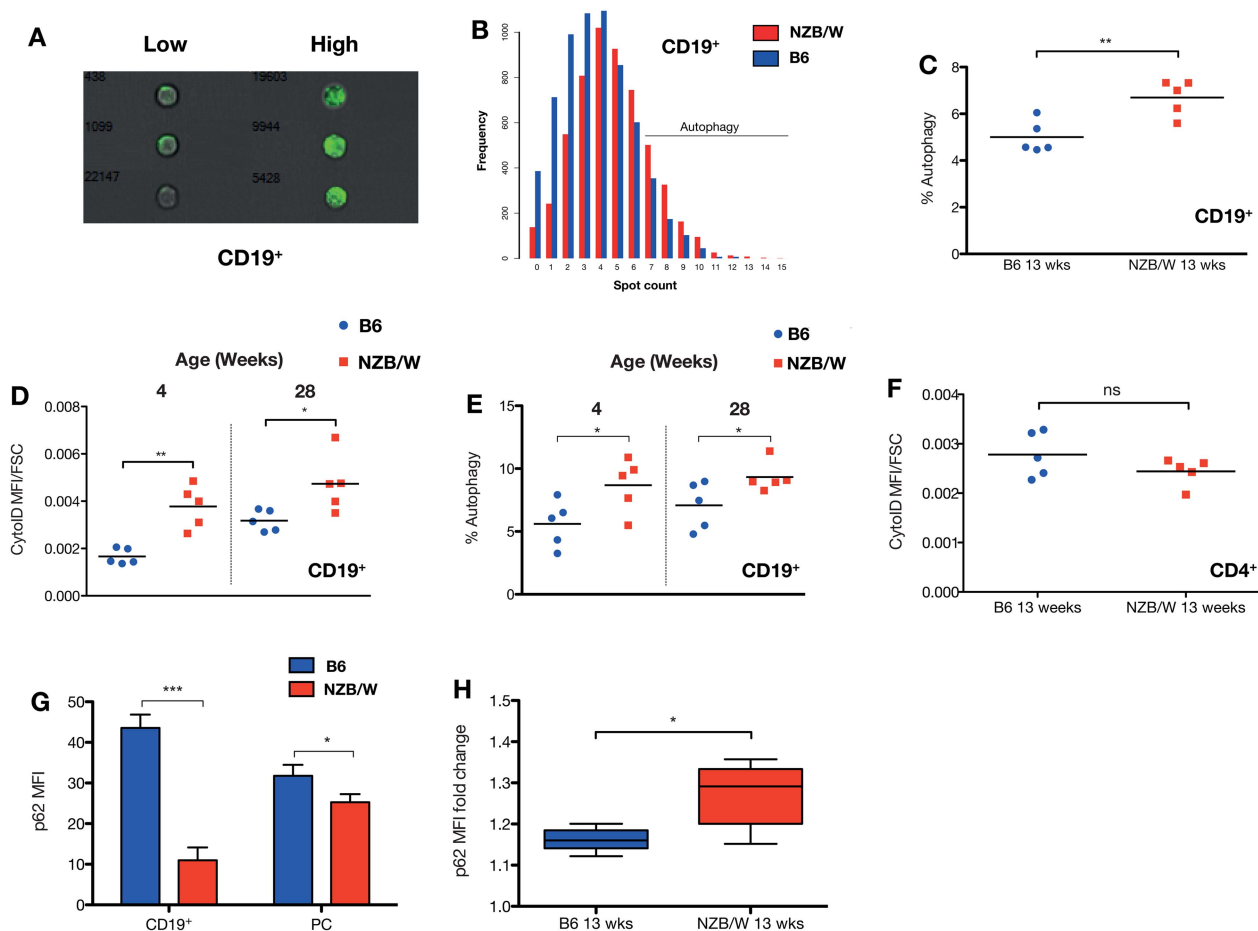 A
Low
High
438
19603
1099
9944
22147
5428
CD19+
B
CD19+
NZB/W
B6
Autophagy
Frequency
1000
800
600
400
200
0
0 1 2 3 4 5 6 7 8 9 10 11 12 13 14 15
Spot count
C
**
% Autophagy
8
6
4
2
0
CD19+
B6 13 wks
NZB/W 13 wks
B6
NZB/W
Age (Weeks)
D
4
28
CytoID MFI/FSC
0.008
0.006
0.004
0.002
0.000
**
*
CD19+
B6
NZB/W
Age (Weeks)
E
4
28
% Autophagy
15
10
5
0
*
*
CD19+
F
ns
CytoID MFI/FSC
0.004
0.003
0.002
0.001
0.000
CD4+
B6 13 weeks
NZB/W 13 weeks
G
B6
NZB/W
p62 MFI
50
40
30
20
10
0
***
*
CD19+
PC
H
p62 MFI fold change
1.5
1.4
1.3
1.2
1.1
1.0
*
B6 13 wks
NZB/W 13 wks